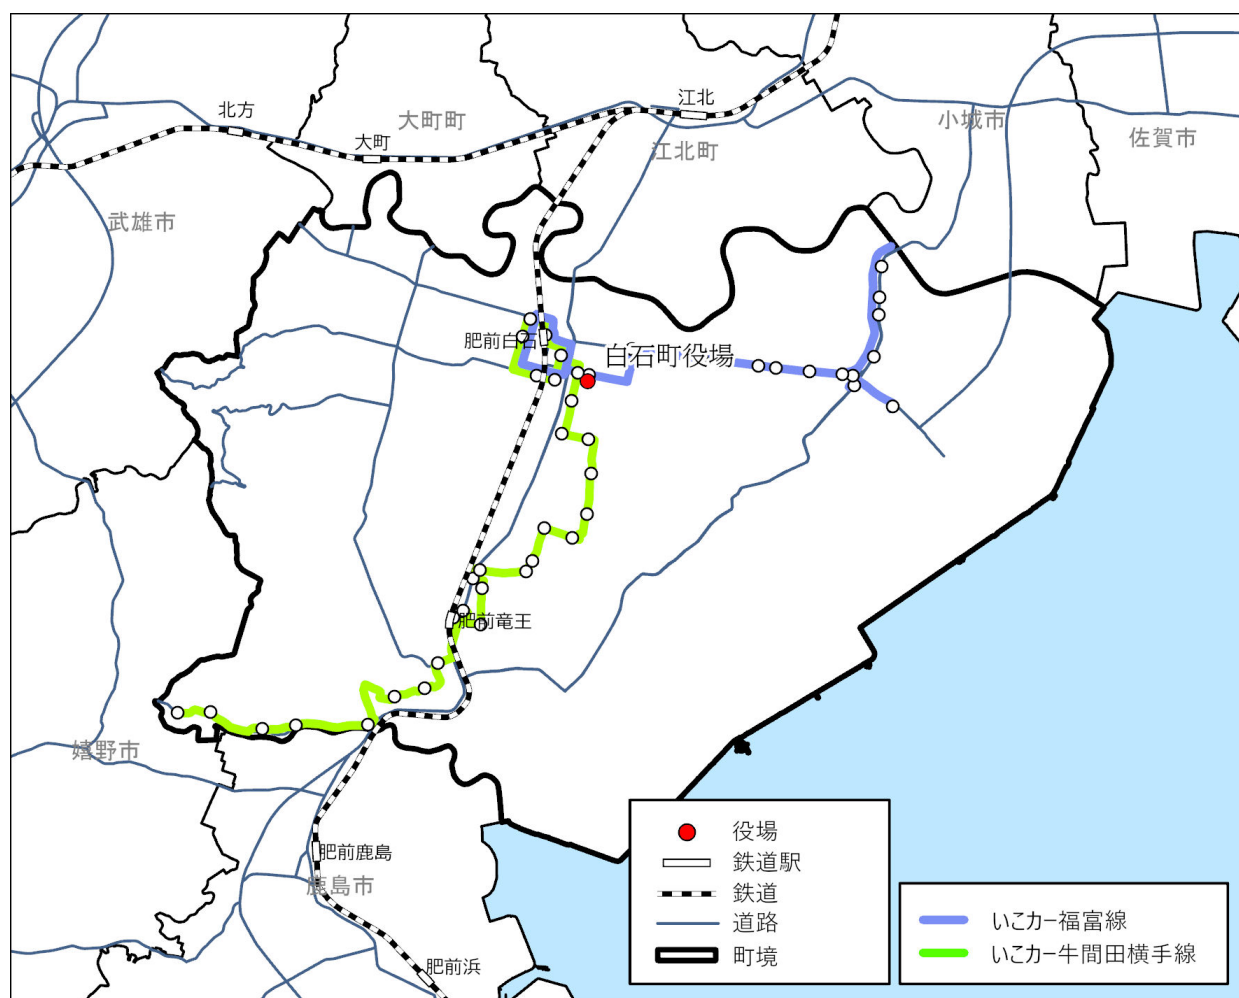 江北
北方
大町町
小城市
大町
佐賀市
江北町
武雄市
肥前白石
白石町役場
肥前竜王
嬉野市
肥前鹿島
鹿島市
肥前浜
役場
鉄道駅
鉄道
道路
町境
いこカー福富線
いこカー牛間田横手線